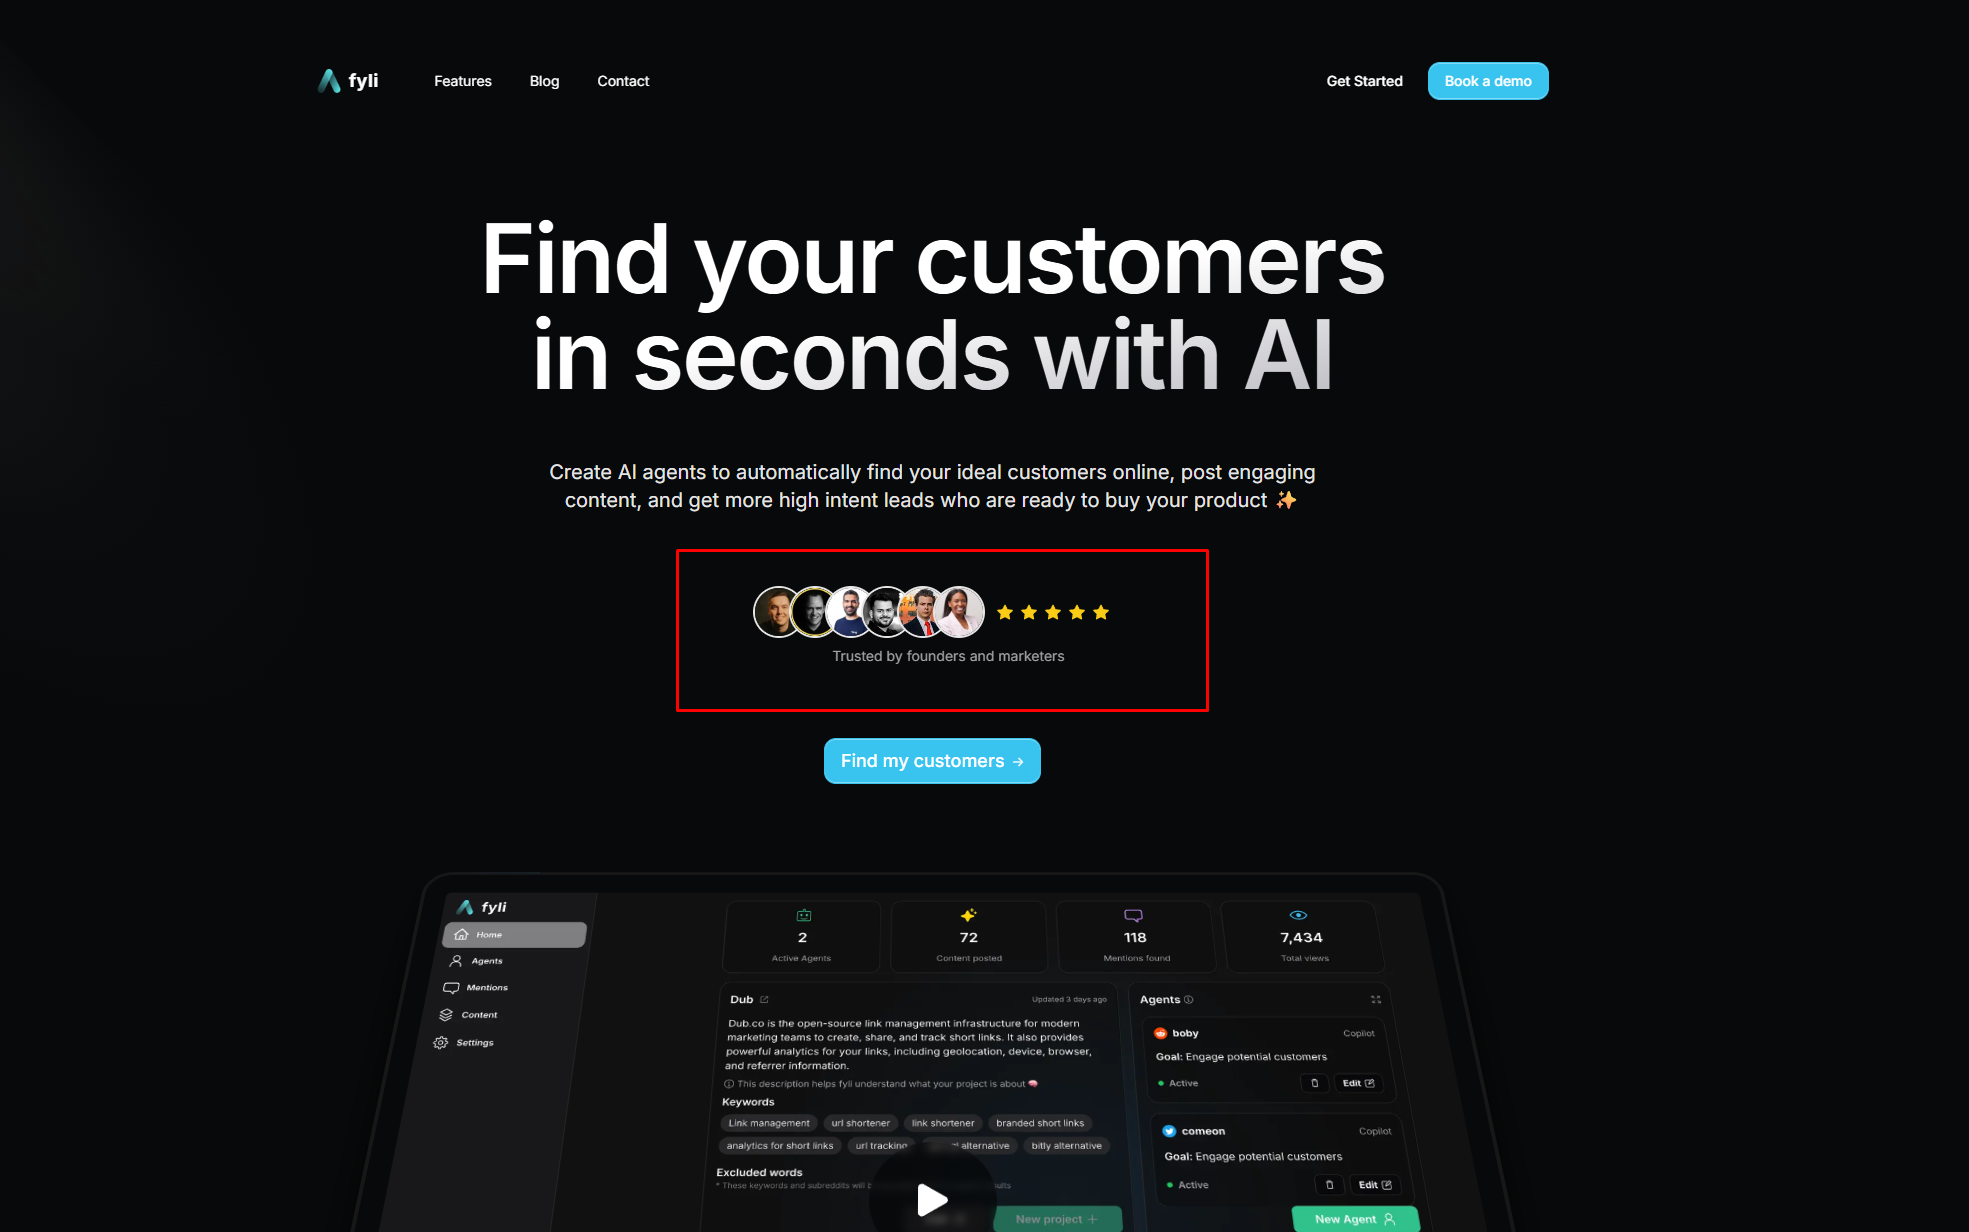 fyli
Features
Blog
Contact
Get Started
Book a demo
Find your customers
in seconds with AI
Create AI agents to automatically find your ideal customers online, post engaging
content, and get more high intent leads who are ready to buy your product ✨
Trusted by founders and marketers
Find my customers →
fyli
Home
Agents
Mentions
Content
Settings
2
Active Agents
72
Content posted
118
Mentions found
7,434
Total views
Dub
Updated 3 days ago
Dub.co is the open-source link management infrastructure for modern
marketing teams to create, share, and track short links. It also provides
powerful analytics for your links, including geolocation, device, browser,
and referrer information.
This description helps fyli understand what your project is about 🧠
Keywords
Link management
url shortener
link shortener
branded short links
analytics for short links
url tracking
alternative
bitly alternative
Excluded words
* These keywords and subreddits will
New project +
Agents
boby
Copilot
Goal: Engage potential customers
Active
Edit
comeon
Copilot
Goal: Engage potential customers
Active
Edit
New Agent